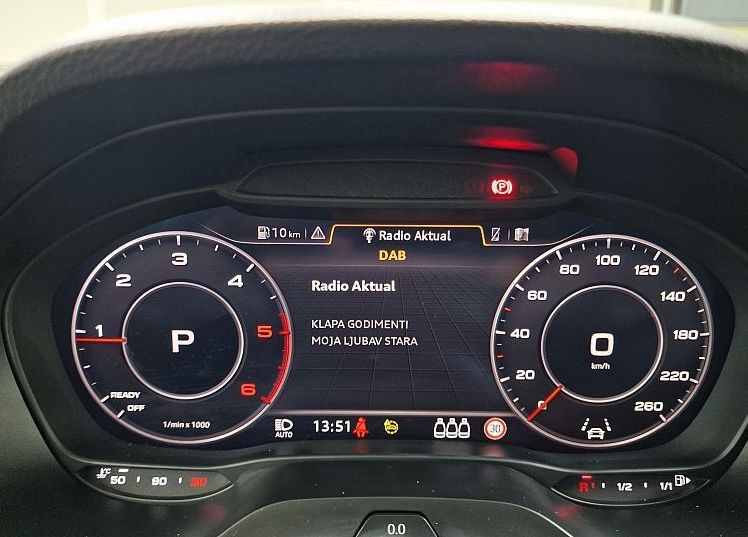 (P)
10 km
Radio Aktual
DAB
Radio Aktual
KLAPA GODIMENTI
MOJA LJUBAV STARA
1
2
3
4
5
6
READY
OFF
1/min x 1000
P
0
20
40
60
80
100
120
140
180
220
260
0
km/h
AUTO
13:51
30
°C
50
90
R
1/2
1/1
0.0